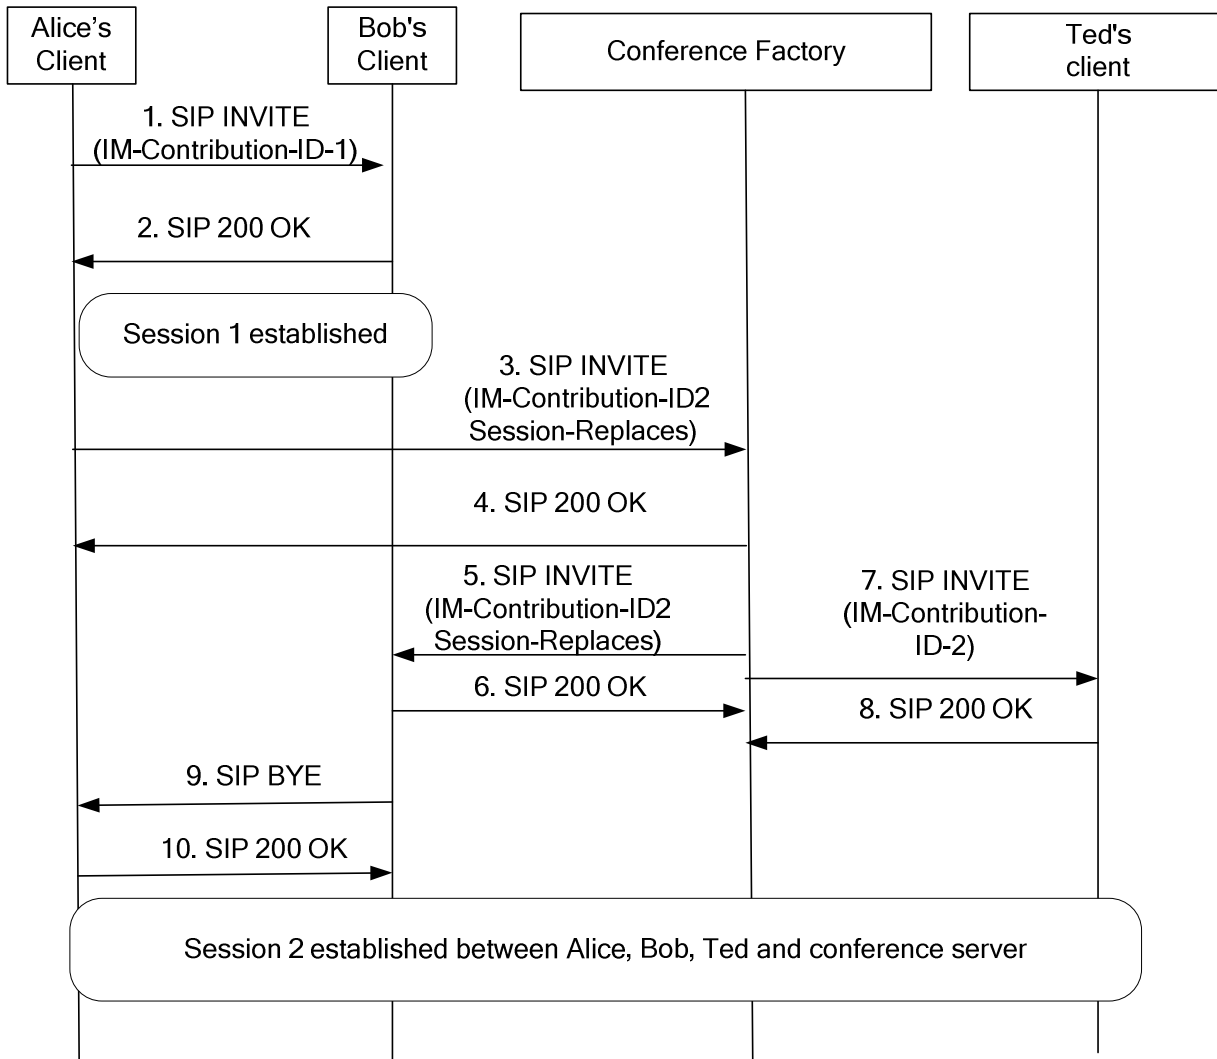 Alice's
Client
Bob's
Client
Conference Factory
Ted's
client
1. SIP INVITE
(IM-Contribution-ID-1)
2. SIP 200 OK
Session 1 established
3. SIP INVITE
(IM-Contribution-ID2
Session-Replaces)
4. SIP 200 OK
5. SIP INVITE
(IM-Contribution-ID2
Session-Replaces)
7. SIP INVITE
(IM-Contribution-
ID-2)
6. SIP 200 OK
8. SIP 200 OK
9. SIP BYE
10. SIP 200 OK
Session 2 established between Alice, Bob, Ted and conference server